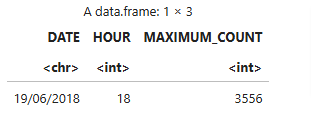 A data.frame: 1 × 3
DATE HOUR MAXIMUM_COUNT
<chr> <int> <int>
19/06/2018 18 3556